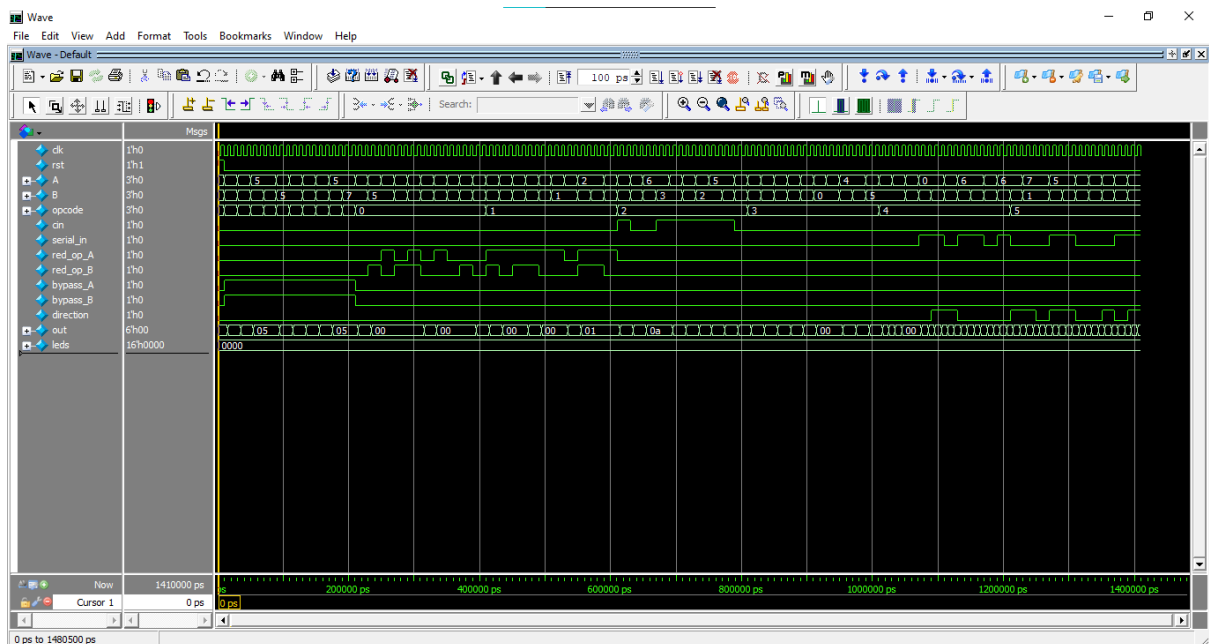 Wave
File Edit View Add Format Tools Bookmarks Window Help
Wave - Default
100 ps
Search:
Msgs
clk 1'h0
rst 1'h1
A 3'h0 5 5 2 6 5 4 0 6 6 7 5
B 3'h0 5 7 5 1 3 2 0 5 1
opcode 3'h0 0 1 2 3 4 5
cin 1'h0
serial_in 1'h0
red_op_A 1'h0
red_op_B 1'h0
bypass_A 1'h0
bypass_B 1'h0
direction 1'h0
out 6'h00 05 05 00 00 00 00 01 0a 00 00
leds 16'h0000 0000
Now 1410000 ps ps 200000 ps 400000 ps 600000 ps 800000 ps 1000000 ps 1200000 ps 1400000 ps
Cursor 1 0 ps 0 ps
0 ps to 1480500 ps